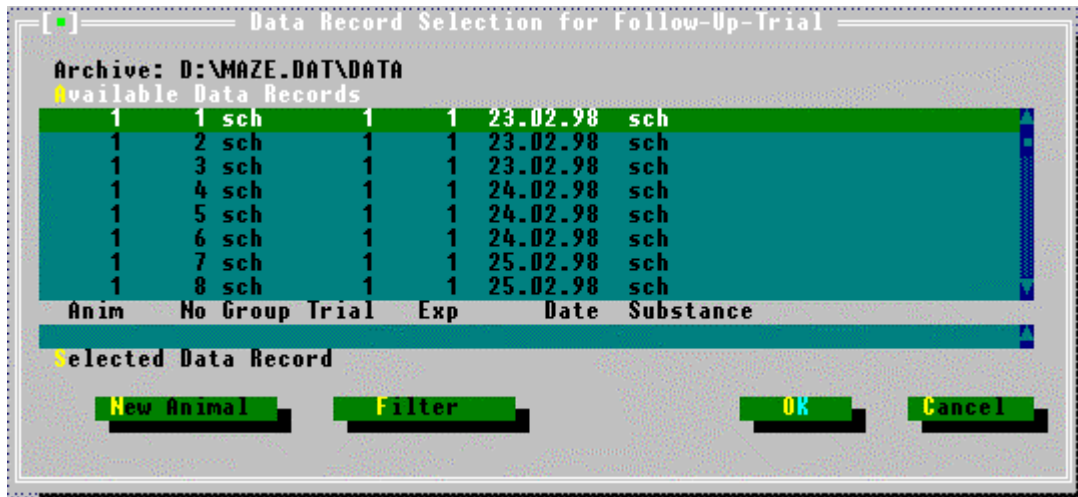 [▪] Data Record Selection for Follow-Up-Trial
Archive: D:\MAZE.DAT\DATA
Available Data Records
1 1 sch 1 1 23.02.98 sch
1 2 sch 1 1 23.02.98 sch
1 3 sch 1 1 23.02.98 sch
1 4 sch 1 1 24.02.98 sch
1 5 sch 1 1 24.02.98 sch
1 6 sch 1 1 24.02.98 sch
1 7 sch 1 1 25.02.98 sch
1 8 sch 1 1 25.02.98 sch
Anim No Group Trial Exp Date Substance
Selected Data Record
New Animal Filter OK Cancel